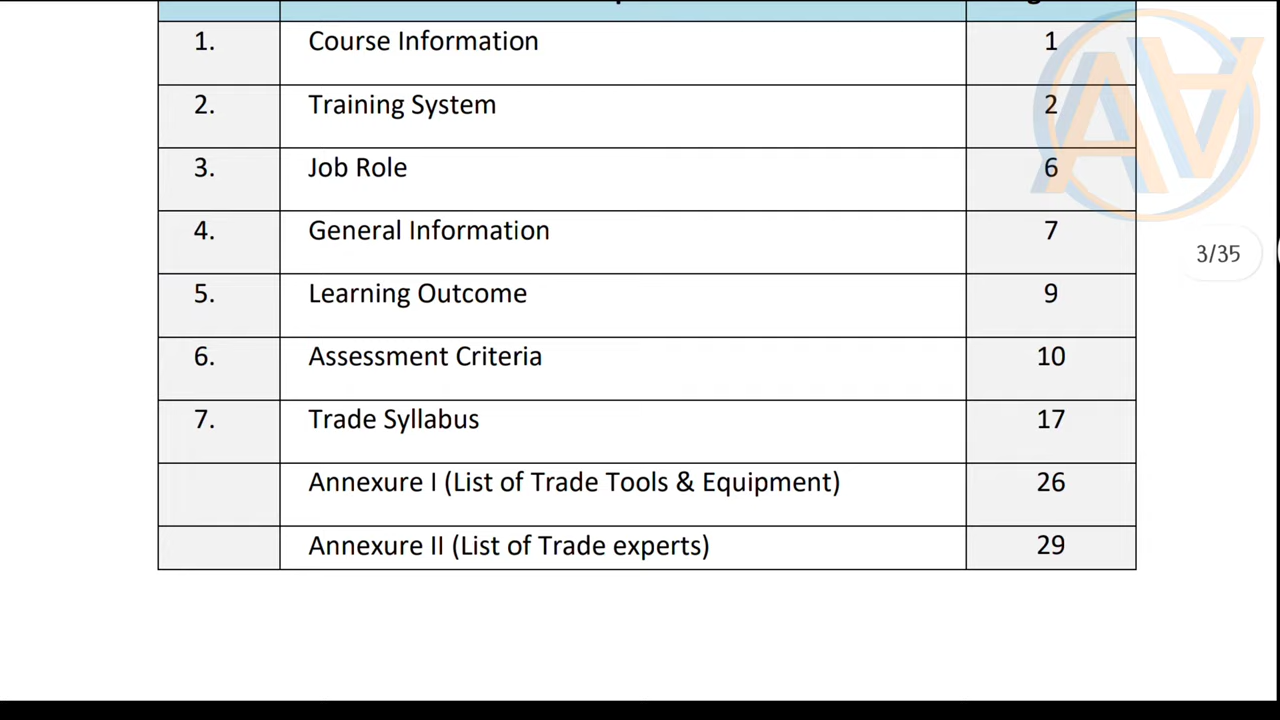 1. Course Information 1
2. Training System 2
3. Job Role 6
4. General Information 7
3/35
5. Learning Outcome 9
6. Assessment Criteria 10
7. Trade Syllabus 17
Annexure I (List of Trade Tools & Equipment) 26
Annexure II (List of Trade experts) 29